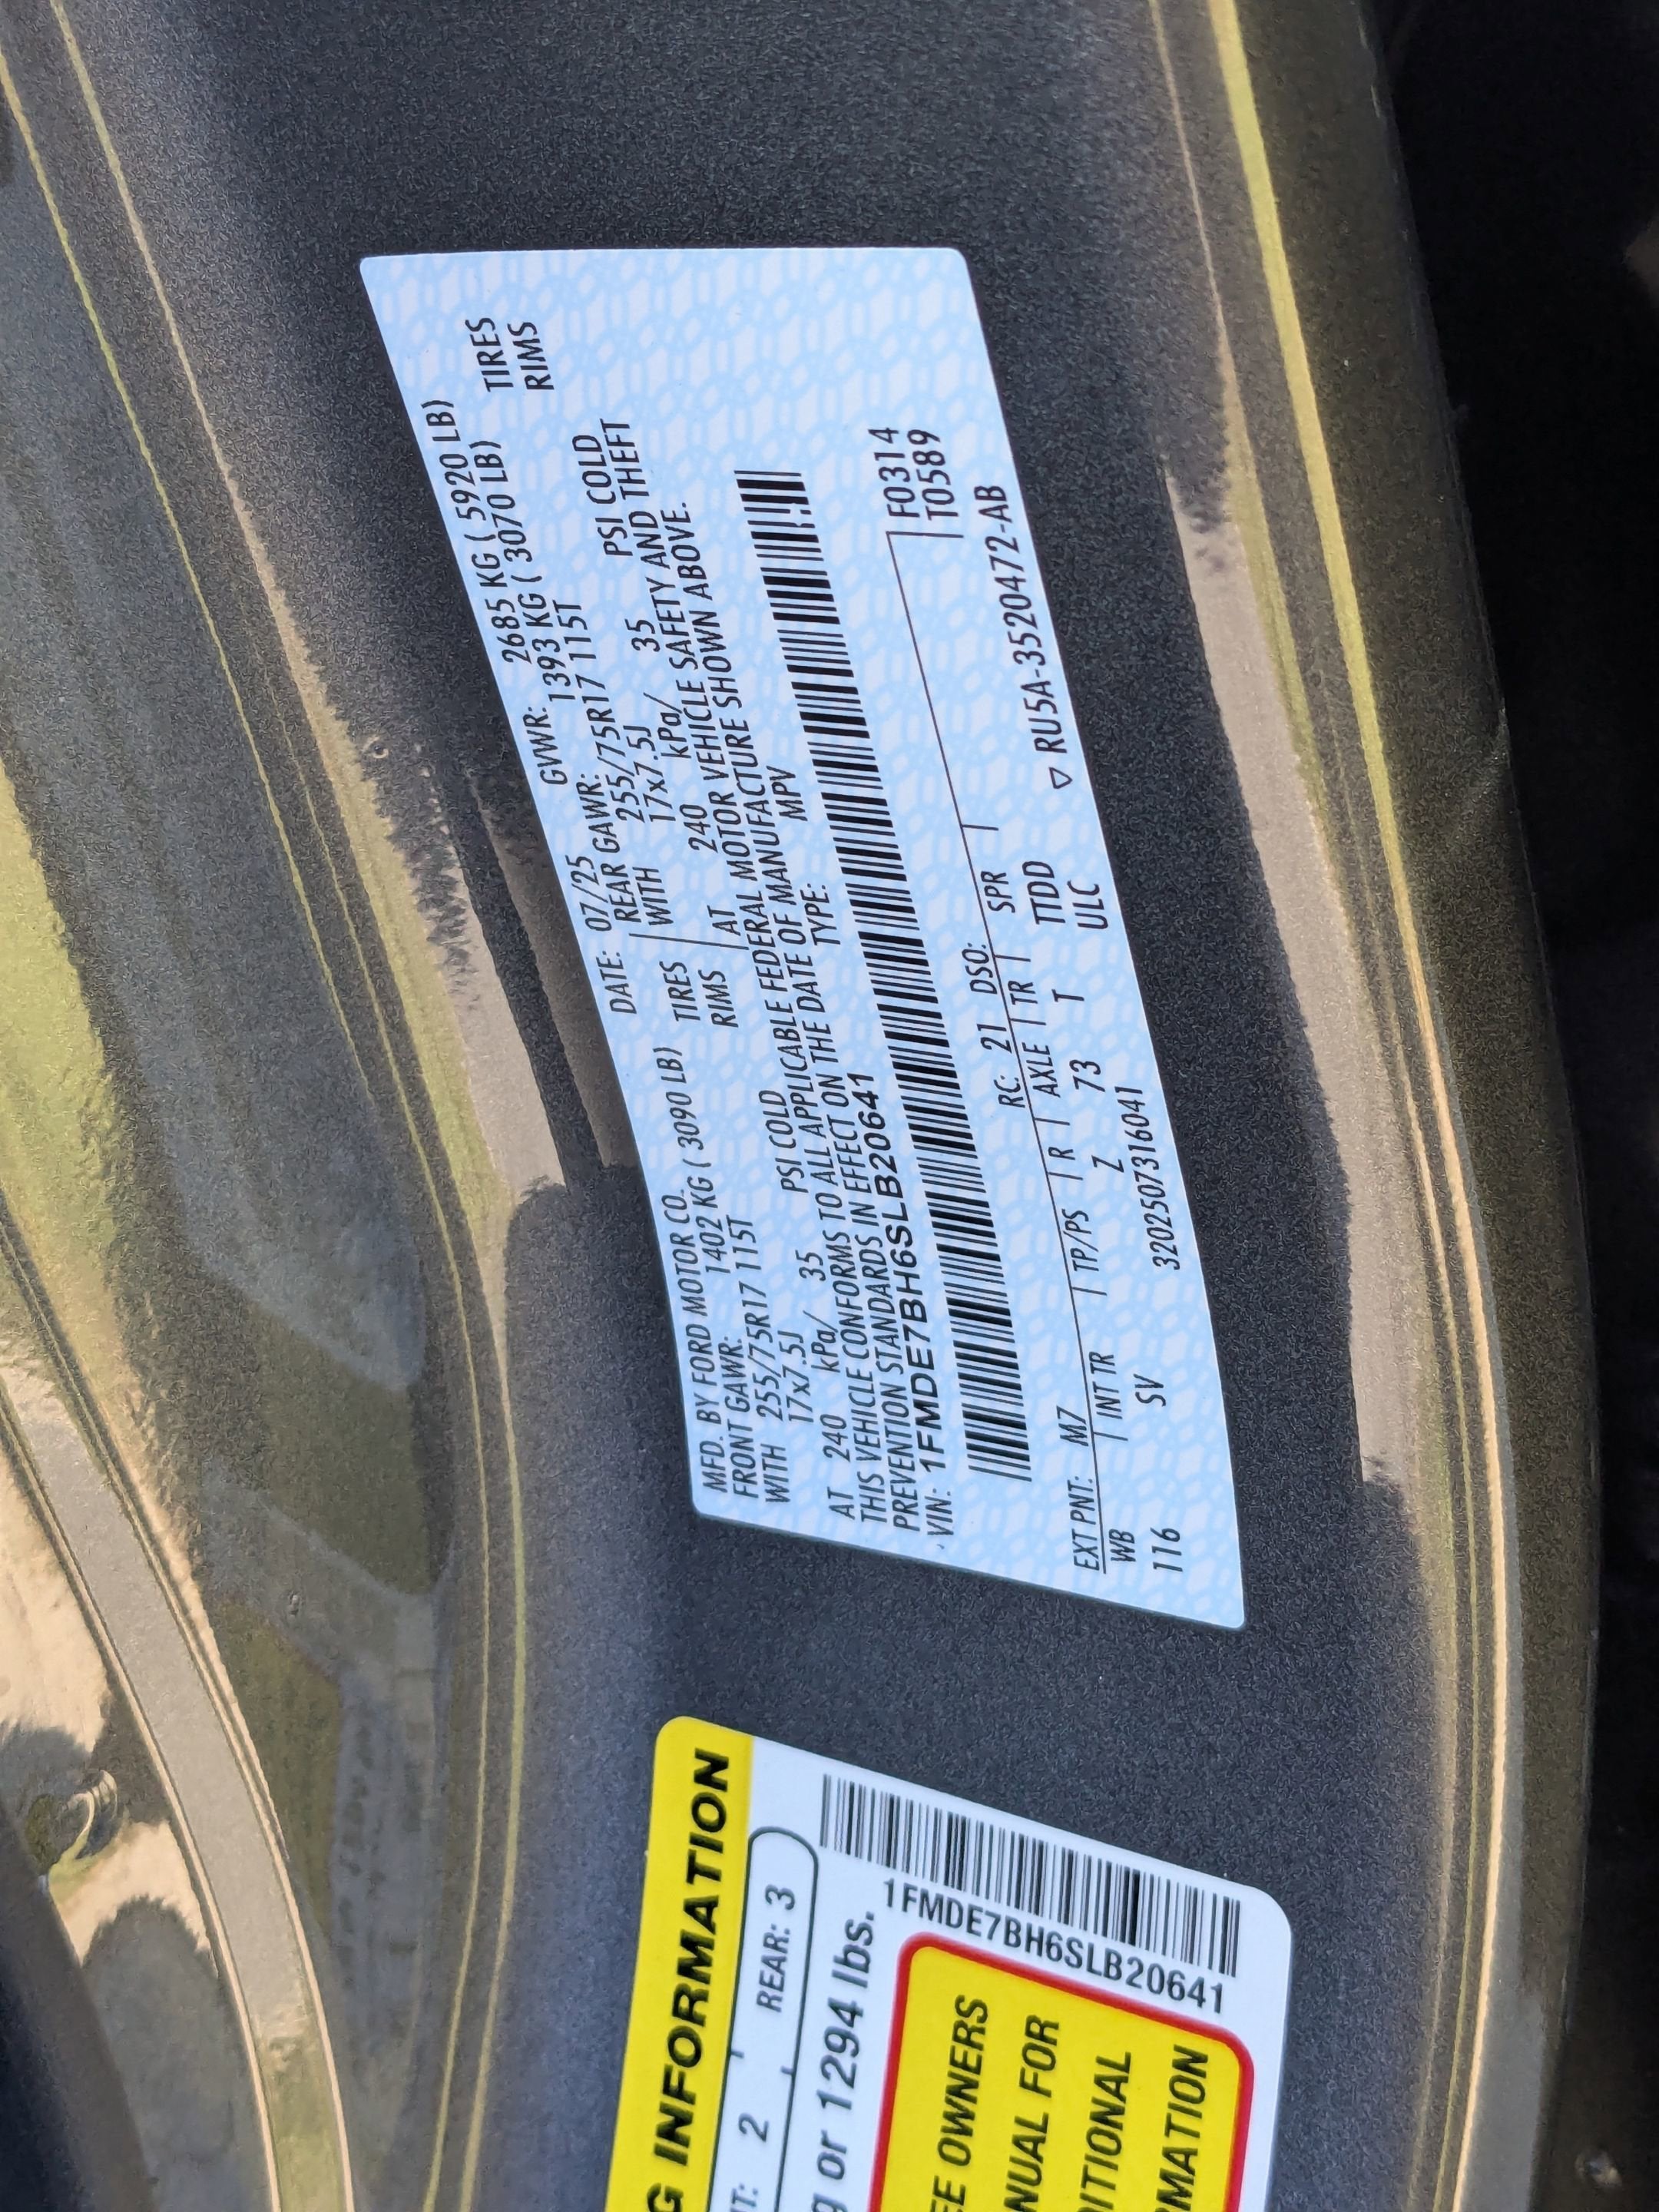 MFD. BY FORD MOTOR CO. DATE: 07/25 GVWR: 2685 KG ( 5920 LB)
FRONT GAWR: 1402 KG ( 3090 LB) REAR GAWR: 1393 KG ( 3070 LB)
WITH 255/75R17 115T TIRES WITH 255/75R17 115T TIRES
17x7.5J RIMS 17x7.5J RIMS
AT 240 kPa/ 35 PSI COLD AT 240 kPa/ 35 PSI COLD
THIS VEHICLE CONFORMS TO ALL APPLICABLE FEDERAL MOTOR VEHICLE SAFETY AND THEFT
PREVENTION STANDARDS IN EFFECT ON THE DATE OF MANUFACTURE SHOWN ABOVE.
VIN: 1FMDE7BH6SLB20641 TYPE: MPV
EXT PNT: M7 RC: 21 DSO: F0314
WB INT TR TP/PS R AXLE TR SPR T0589
116 SV Z 73 T TTDD
320250731604 1 ULC ▽ RU5A-3520472-AB
INFORMATION
2 REAR: 3
or 1294 lbs.
1FMDE7BH6SLB20641
OWNERS
FOR